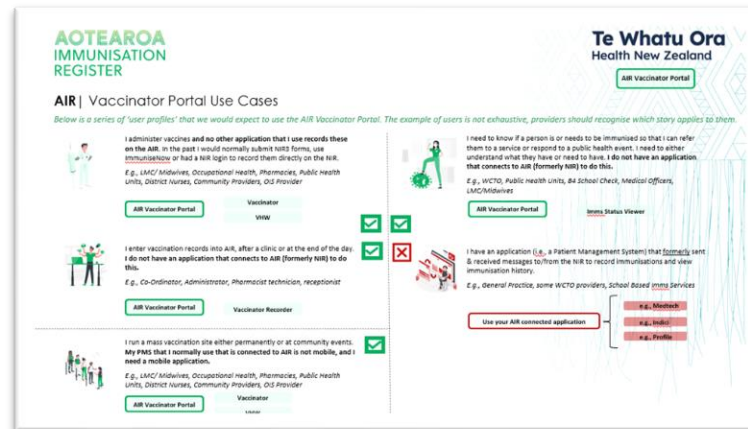 AOTEAROA
IMMUNISATION
REGISTER
Te Whatu Ora
Health New Zealand
AIR Vaccinator Portal
AIR| Vaccinator Portal Use Cases
Below is a series of 'user profiles' that we would expect to use the AIR Vaccinator Portal. The example of users is not exhaustive, providers should recognise which story applies to them.
I administer vaccines and no other application that I use records these
on the AIR. In the past I would normally submit NIR3 forms, use
ImmuniseNow or had a NIR login to record them directly on the NIR.
E.g., LMC/ Midwives, Occupational Health, Pharmacies, Public Health
Units, District Nurses, Community Providers, OIS Provider
AIR Vaccinator Portal
Vaccinator
VHW
I enter vaccination records into AIR, after a clinic or at the end of the day.
I do not have an application that connects to AIR (formerly NIR) to do
this.
E.g., Co-Ordinator, Administrator, Pharmacist technician, receptionist
AIR Vaccinator Portal
Vaccinator Recorder
I run a mass vaccination site either permanently or at community events.
My PMS that I normally use that is connected to AIR is not mobile, and I
need a mobile application.
E.g., LMC/ Midwives, Occupational Health, Pharmacies, Public Health
Units, District Nurses, Community Providers, OIS Provider
AIR Vaccinator Portal
Vaccinator
I need to know if a person is or needs to be immunised so that I can refer
them to a service or respond to a public health event. I need to either
understand what they have or need to have. I do not have an application
that connects to AIR (formerly NIR) to do this.
E.g., WCTO, Public Health Units, B4 School Check, Medical Officers,
LMC/Midwives
AIR Vaccinator Portal
Imms Status Viewer
I have an application (i.e., a Patient Management System) that formerly sent
& received messages to/from the NIR to record immunisations and view
immunisation history.
E.g., General Practice, some WCTO providers, School Based Imms Services
Use your AIR connected application
e.g., Medtech
e.g., Indici
e.g., Profile